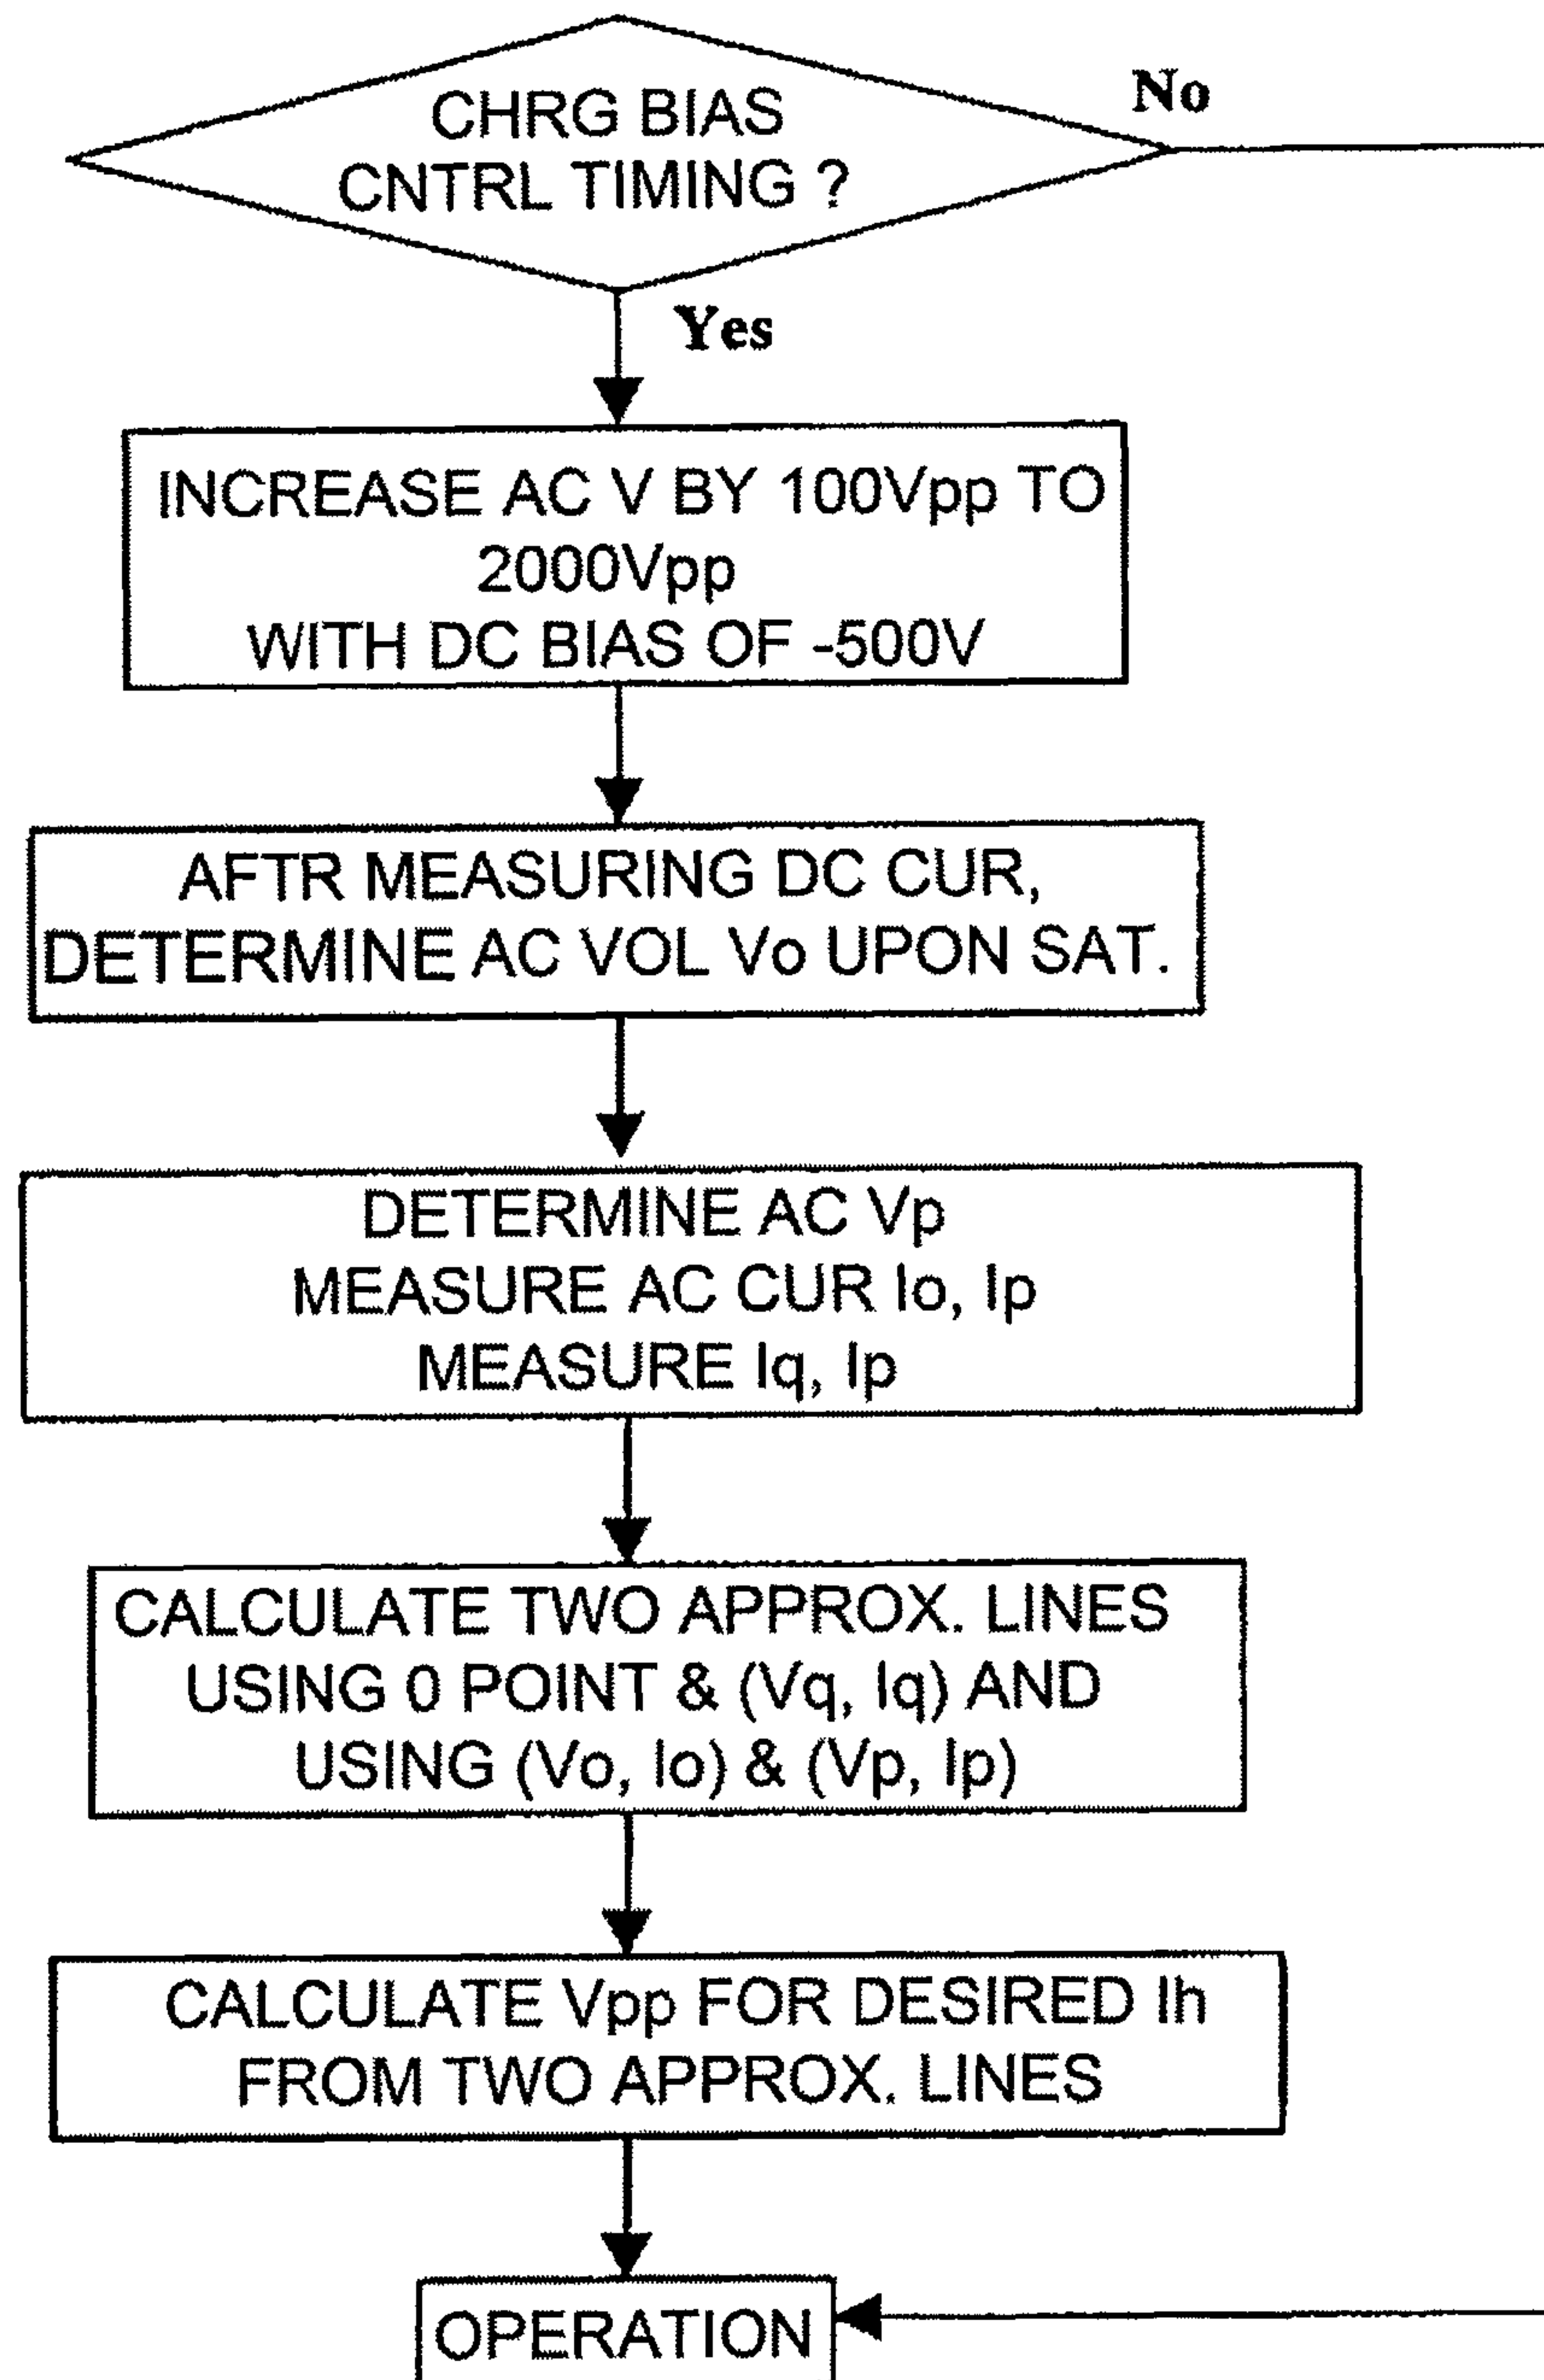 CHRG BIAS
CNTRL TIMING ?
No
Yes
INCREASE AC V BY 100Vpp TO
2000Vpp
WITH DC BIAS OF -500V
AFTR MEASURING DC CUR,
DETERMINE AC VOL Vo UPON SAT.
DETERMINE AC Vp
MEASURE AC CUR Io, Ip
MEASURE Iq, Ip
CALCULATE TWO APPROX. LINES
USING 0 POINT & (Vq, Iq) AND
USING (Vo, Io) & (Vp, Ip)
CALCULATE Vpp FOR DESIRED Ih
FROM TWO APPROX. LINES
OPERATION